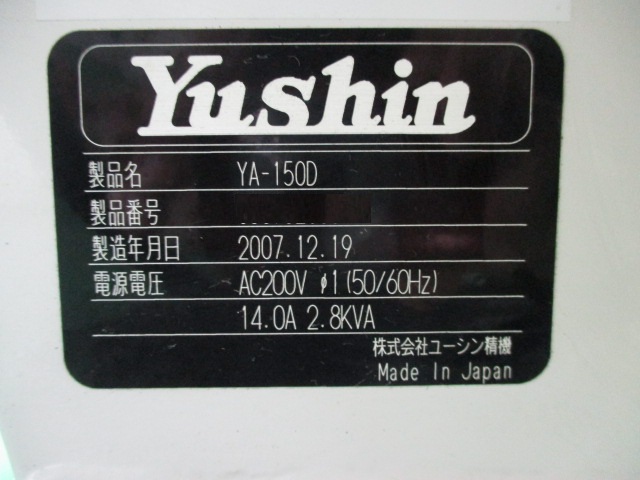 Yushin
製品名 YA-150D
製品番号
製造年月日 2007.12.19
電源電圧 AC200V φ1(50/60Hz)
14.0A 2.8KVA
株式会社ユーシン精機
Made In Japan